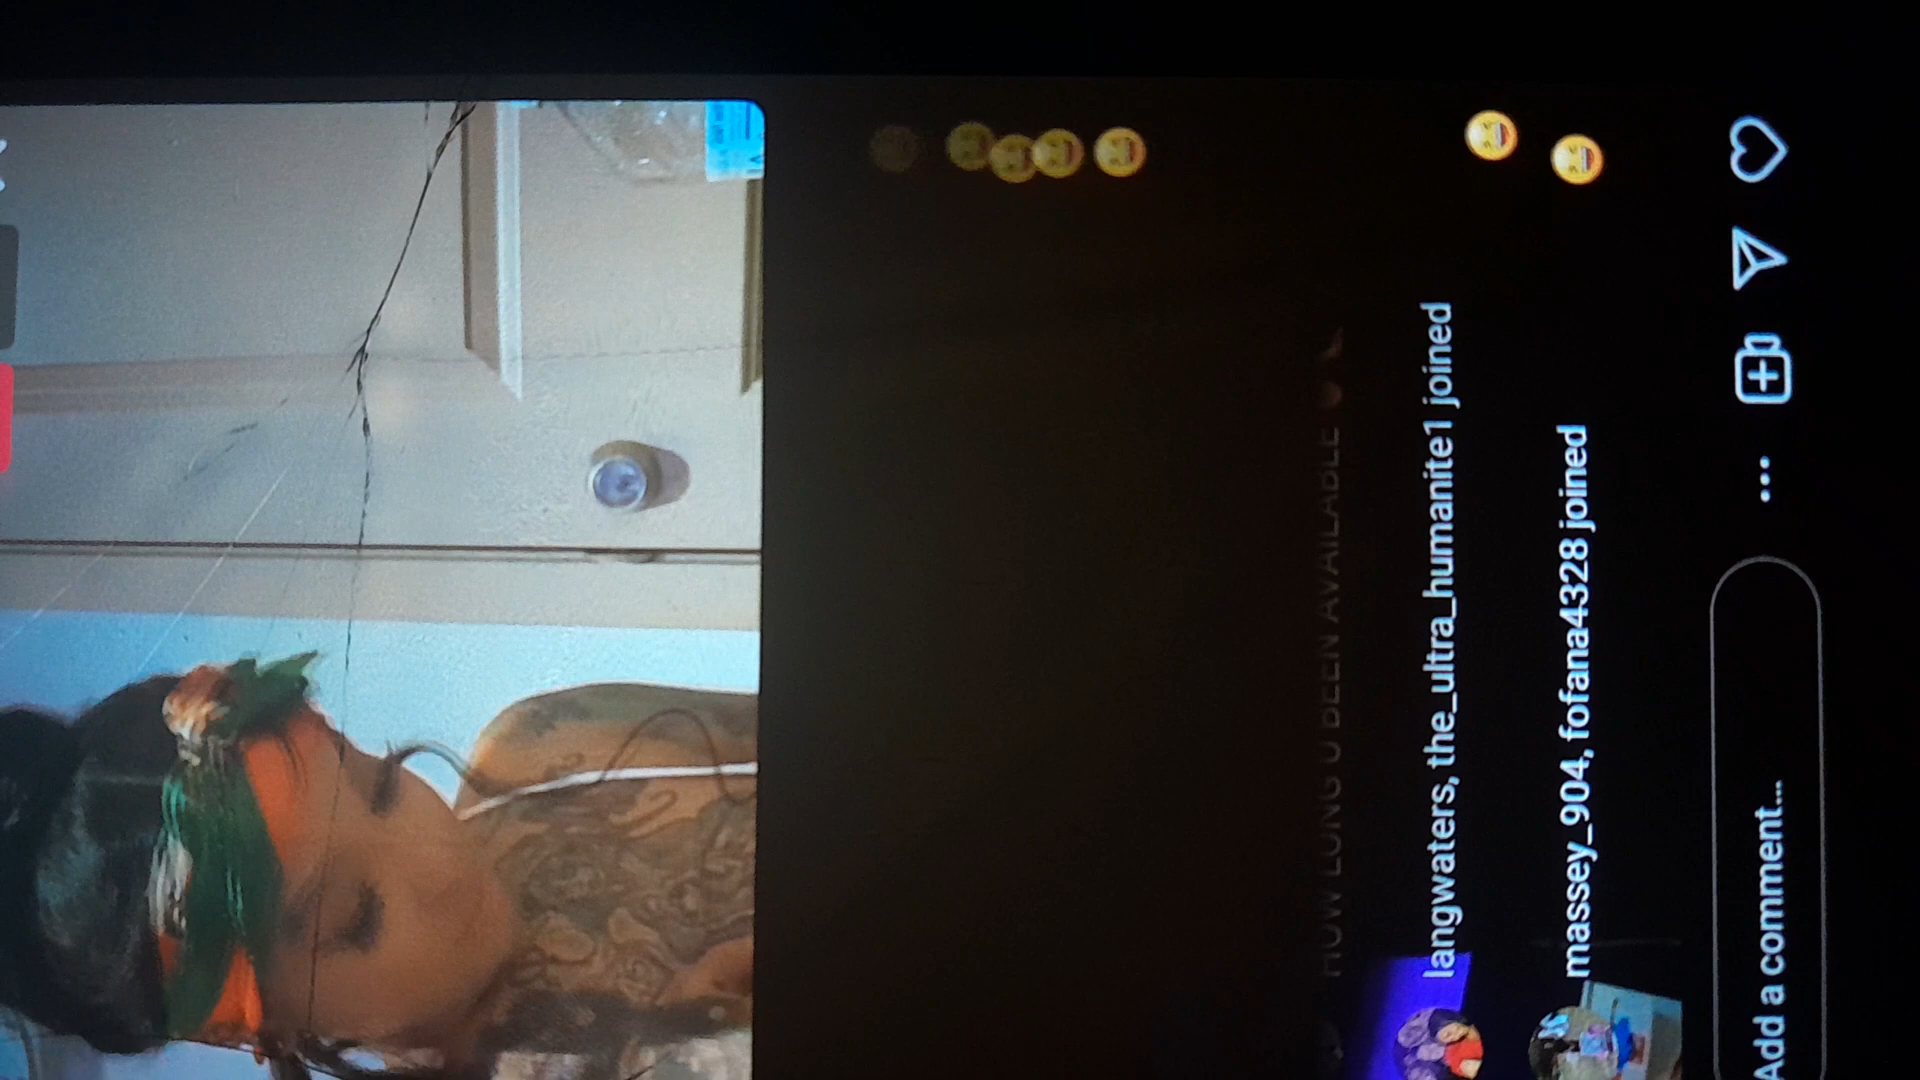 HOW LONG U BEEN AVAILABLE
langwaters, the_ultra_humanite1 joined
massey_904, fofana4328 joined
Add a comment...